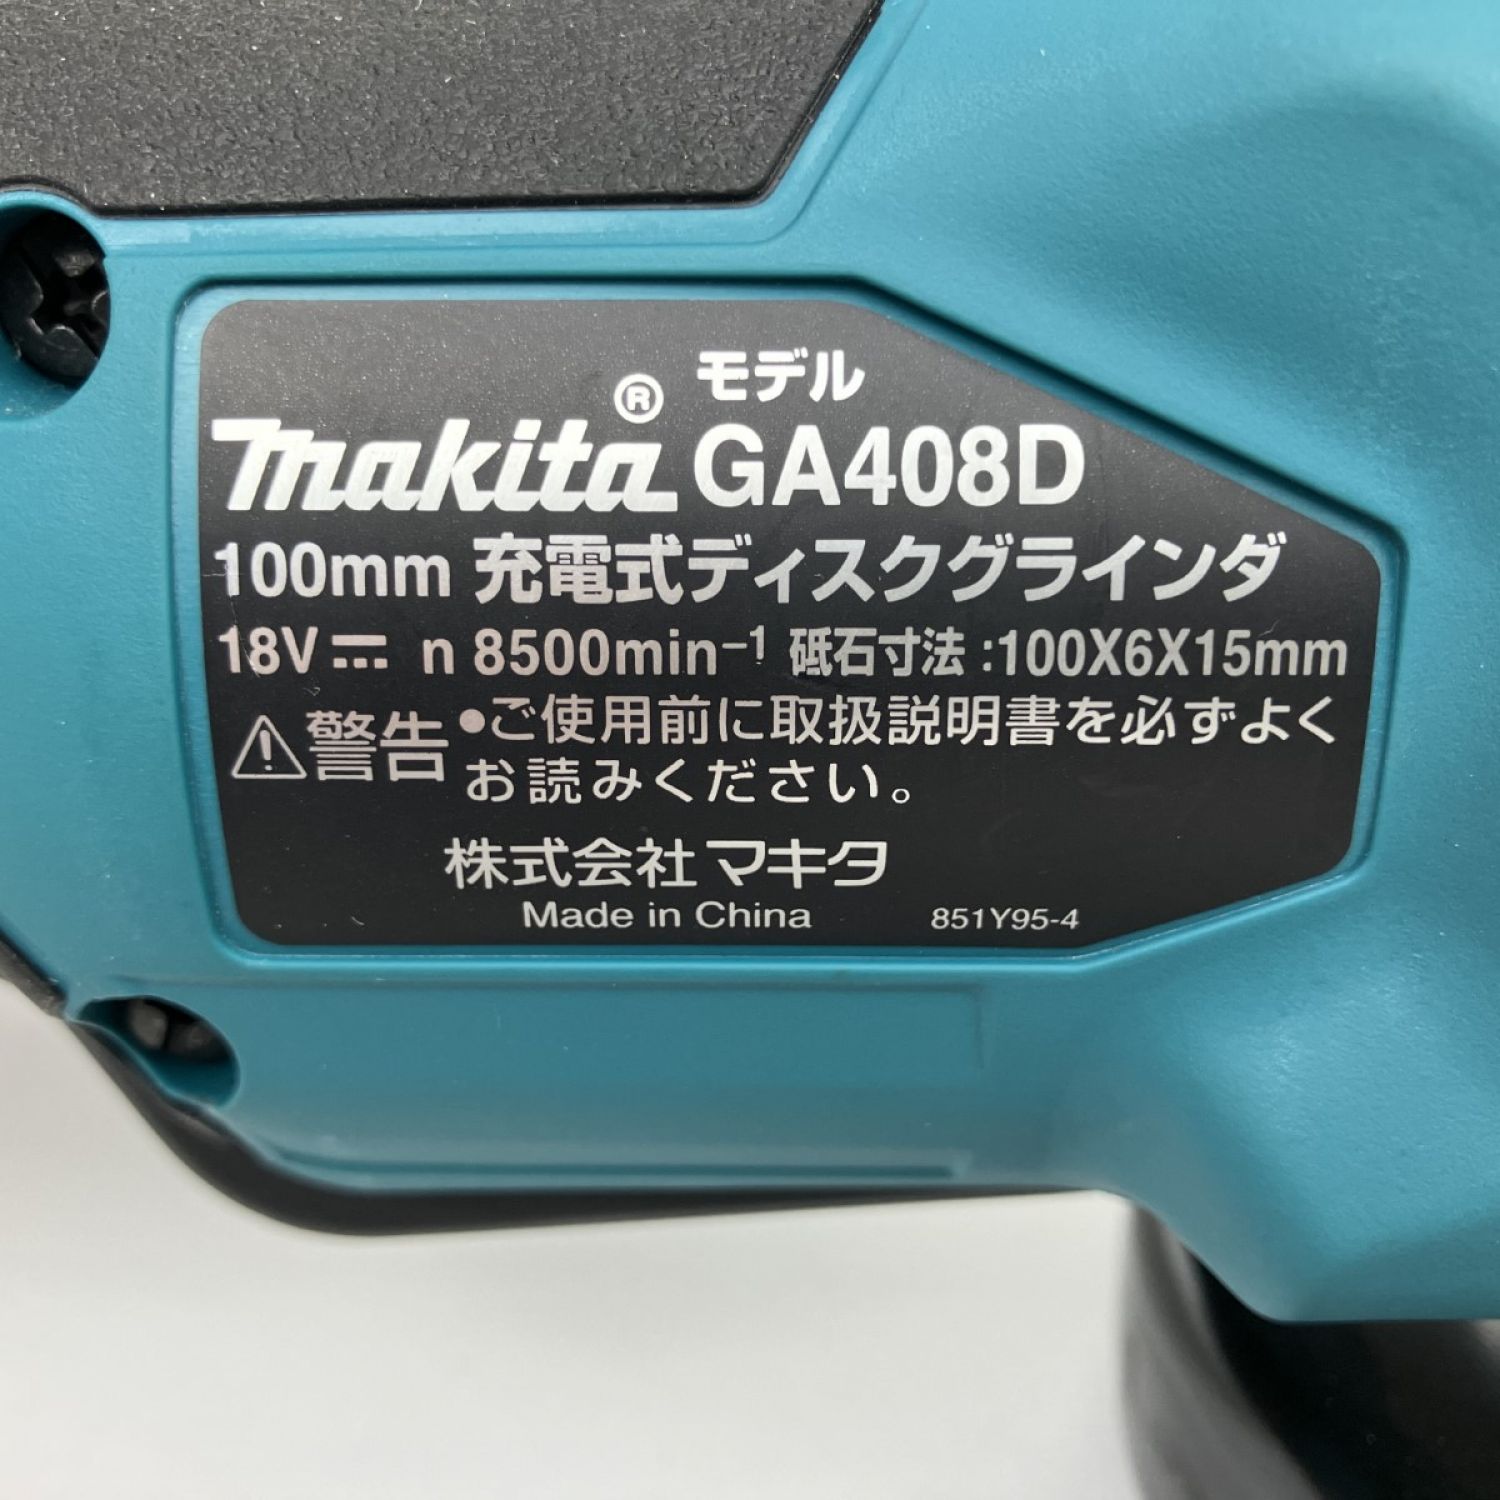 モデル
makita® GA408D
100mm 充電式ディスクグラインダ
18V ⎓ n 8500min⁻¹ 砥石寸法:100X6X15mm
⚠警告 ●ご使用前に取扱説明書を必ずよく
お読みください。
株式会社マキタ
Made in China 851Y95-4